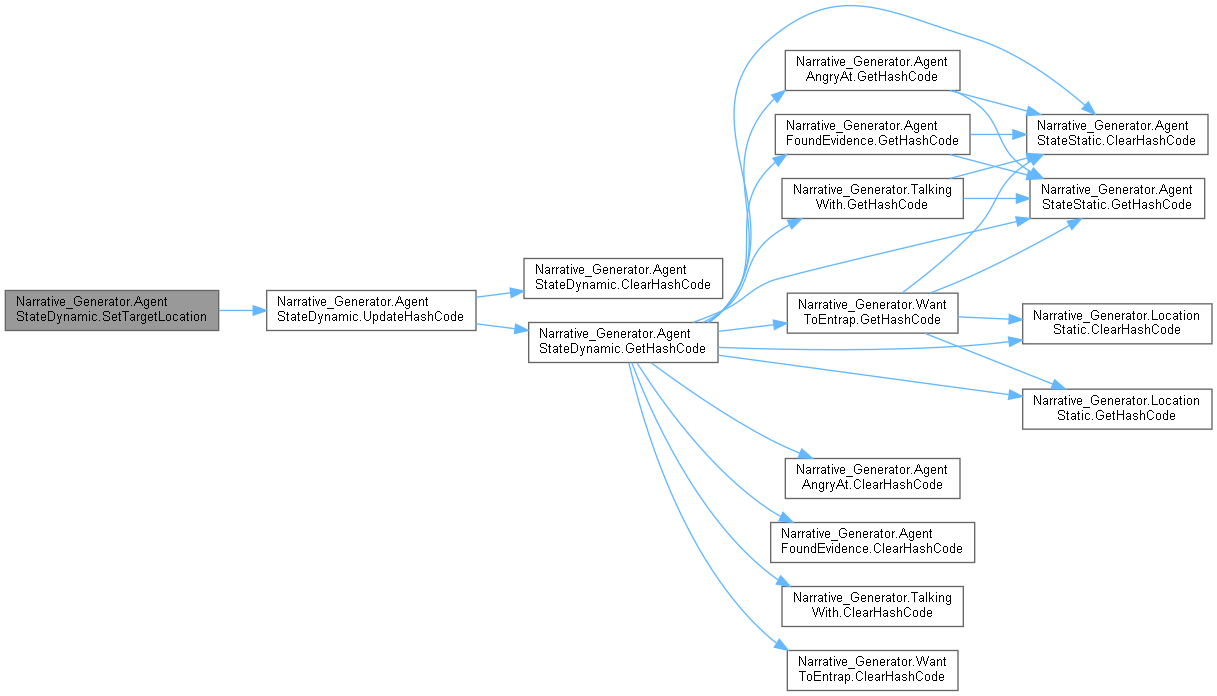 Narrative_Generator.Agent
StateDynamic.SetTargetLocation
Narrative_Generator.Agent
StateDynamic.UpdateHashCode
Narrative_Generator.Agent
StateDynamic.ClearHashCode
Narrative_Generator.Agent
StateDynamic.GetHashCode
Narrative_Generator.Agent
AngryAt.GetHashCode
Narrative_Generator.Agent
FoundEvidence.GetHashCode
Narrative_Generator.Talking
With.GetHashCode
Narrative_Generator.Want
ToEntrap.GetHashCode
Narrative_Generator.Agent
AngryAt.ClearHashCode
Narrative_Generator.Agent
FoundEvidence.ClearHashCode
Narrative_Generator.Talking
With.ClearHashCode
Narrative_Generator.Want
ToEntrap.ClearHashCode
Narrative_Generator.Agent
StateStatic.ClearHashCode
Narrative_Generator.Agent
StateStatic.GetHashCode
Narrative_Generator.Location
Static.ClearHashCode
Narrative_Generator.Location
Static.GetHashCode